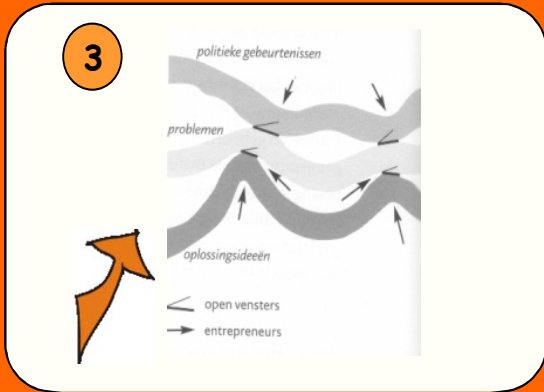 3
politieke gebeurtenissen
problemen
oplossingsideeën
open vensters
entrepreneurs